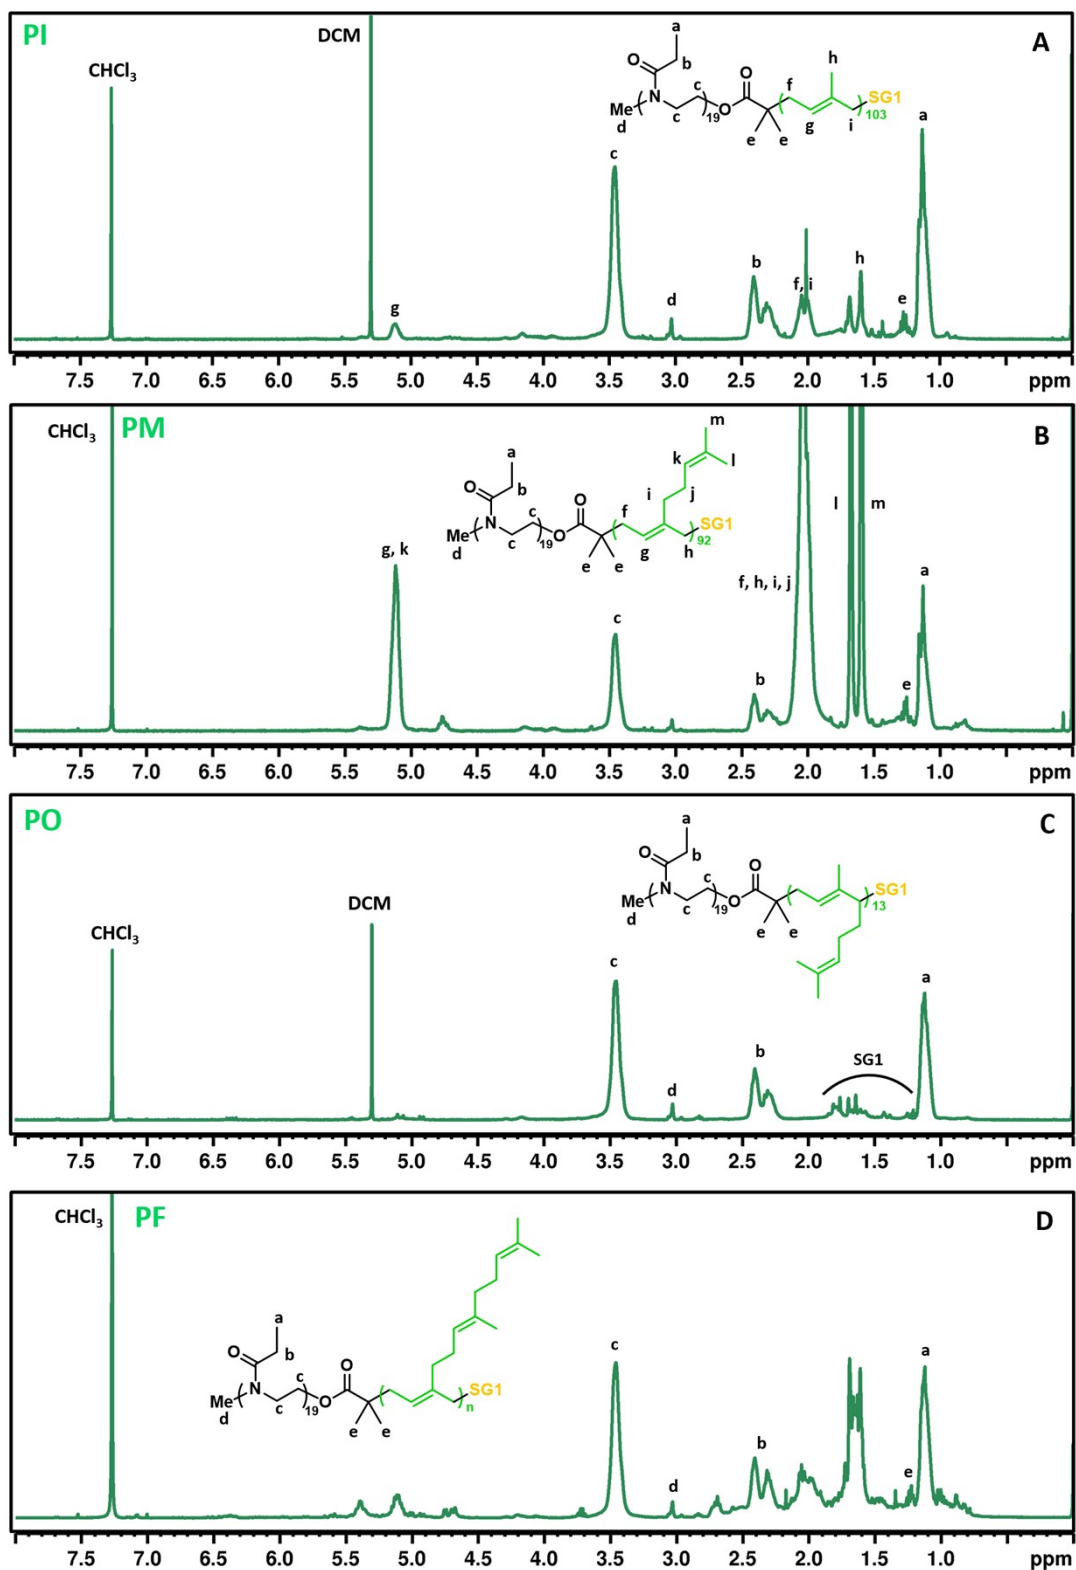 PI
DCM
A
CHCl3
a
O
b
c
O
h
Me
N
19
O
f
SG1
103
d
c
e
e
g
i
g
c
d
b
f, i
h
e
a
7.5 7.0 6.5 6.0 5.5 5.0 4.5 4.0 3.5 3.0 2.5 2.0 1.5 1.0 ppm
CHCl3
PM
B
m
a
k
l
O
b
i
j
c
O
f
SG1
Me
N
19
O
92
d
c
e
e
g
h
g, k
c
b
f, h, i, j
l
m
e
a
7.5 7.0 6.5 6.0 5.5 5.0 4.5 4.0 3.5 3.0 2.5 2.0 1.5 1.0 ppm
PO
C
CHCl3
DCM
a
O
b
c
O
SG1
Me
N
19
O
13
d
c
e
e
c
d
b
SG1
a
7.5 7.0 6.5 6.0 5.5 5.0 4.5 4.0 3.5 3.0 2.5 2.0 1.5 1.0 ppm
CHCl3
PF
D
a
O
b
c
O
SG1
Me
N
19
O
n
d
c
e
e
c
d
b
e
a
7.5 7.0 6.5 6.0 5.5 5.0 4.5 4.0 3.5 3.0 2.5 2.0 1.5 1.0 ppm